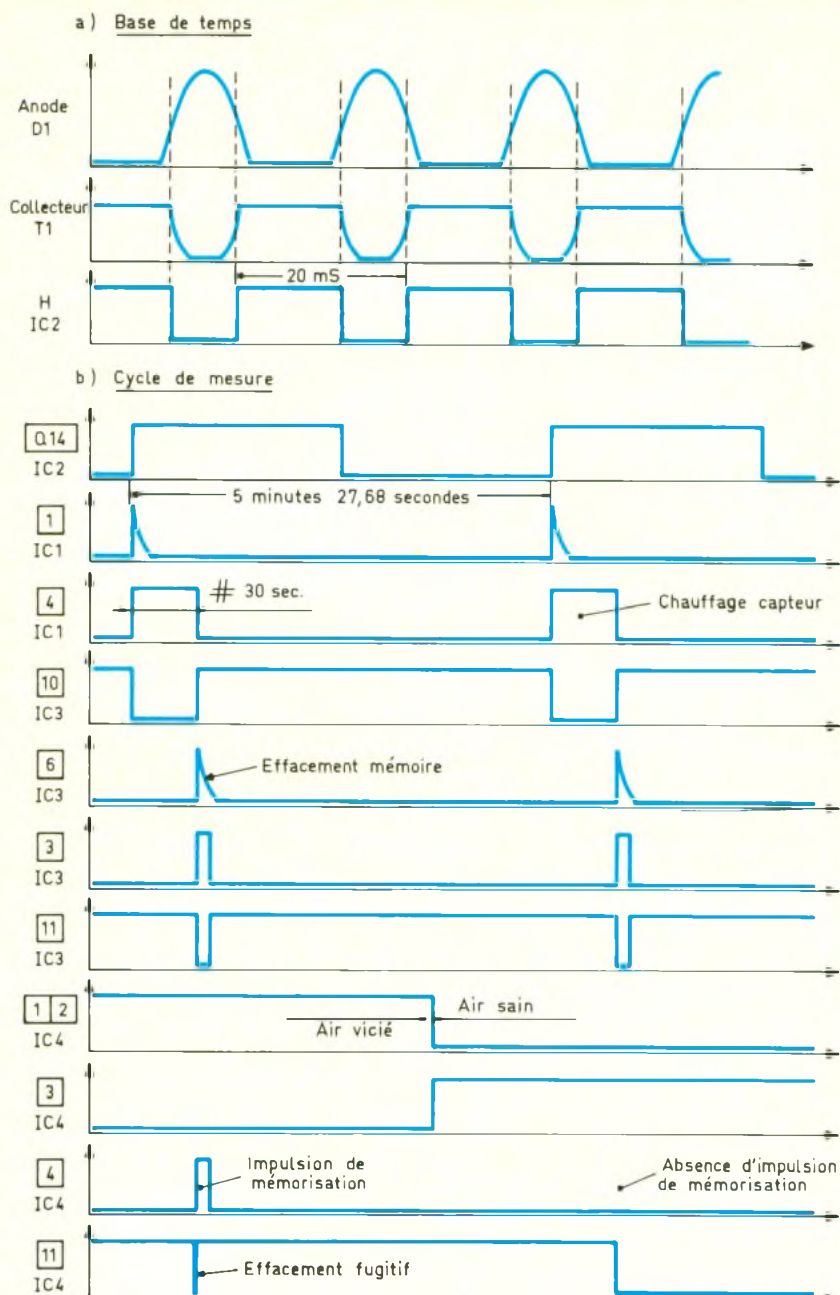 a) Base de temps
Anode
D1
Collecteur
T1
20 mS
H
IC2
b) Cycle de mesure
Q14
IC2
5 minutes 27,68 secondes
1
IC1
# 30 sec.
4
IC1
Chauffage capteur
10
IC3
6
IC3
Effacement mémoire
3
IC3
11
IC3
1 2
IC4
Air sain
Air vicié
3
IC4
4
IC4
Impulsion de
mémorisation
Absence d'impulsion
de mémorisation
11
IC4
Effacement fugitif